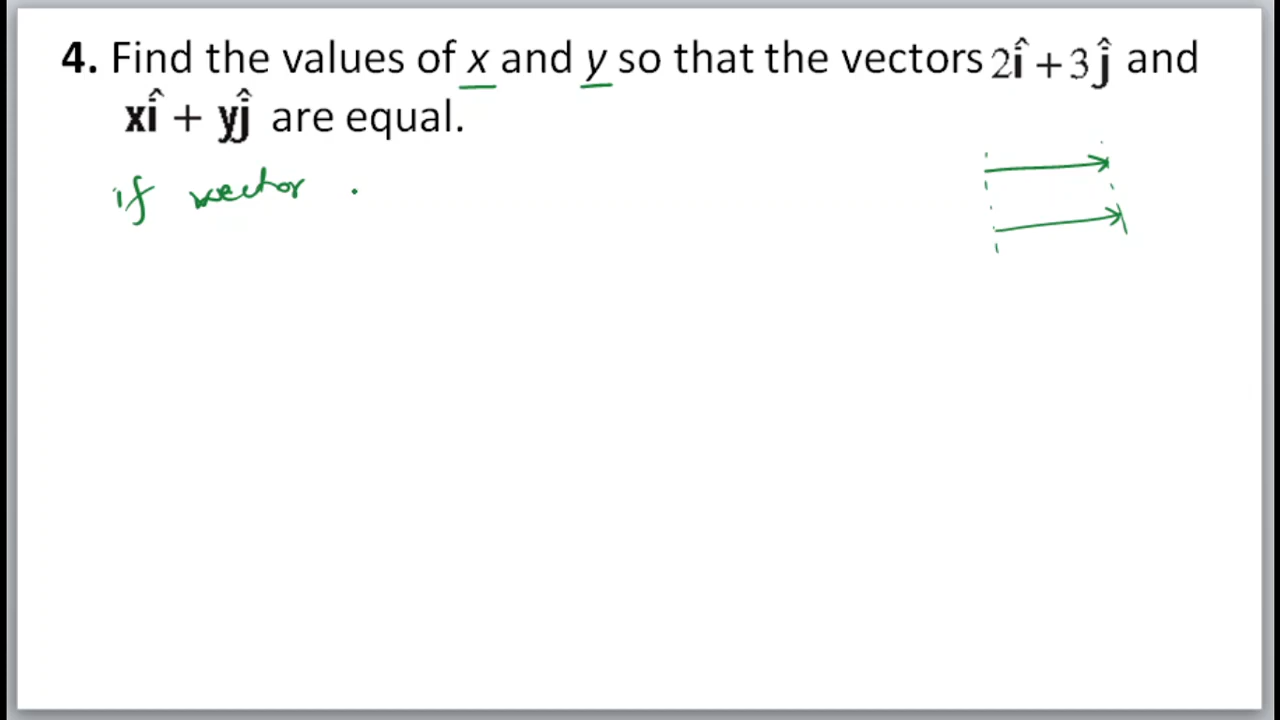 4. Find the values of x and y so that the vectors 2î + 3ĵ and
xî + yĵ are equal.
if vector .